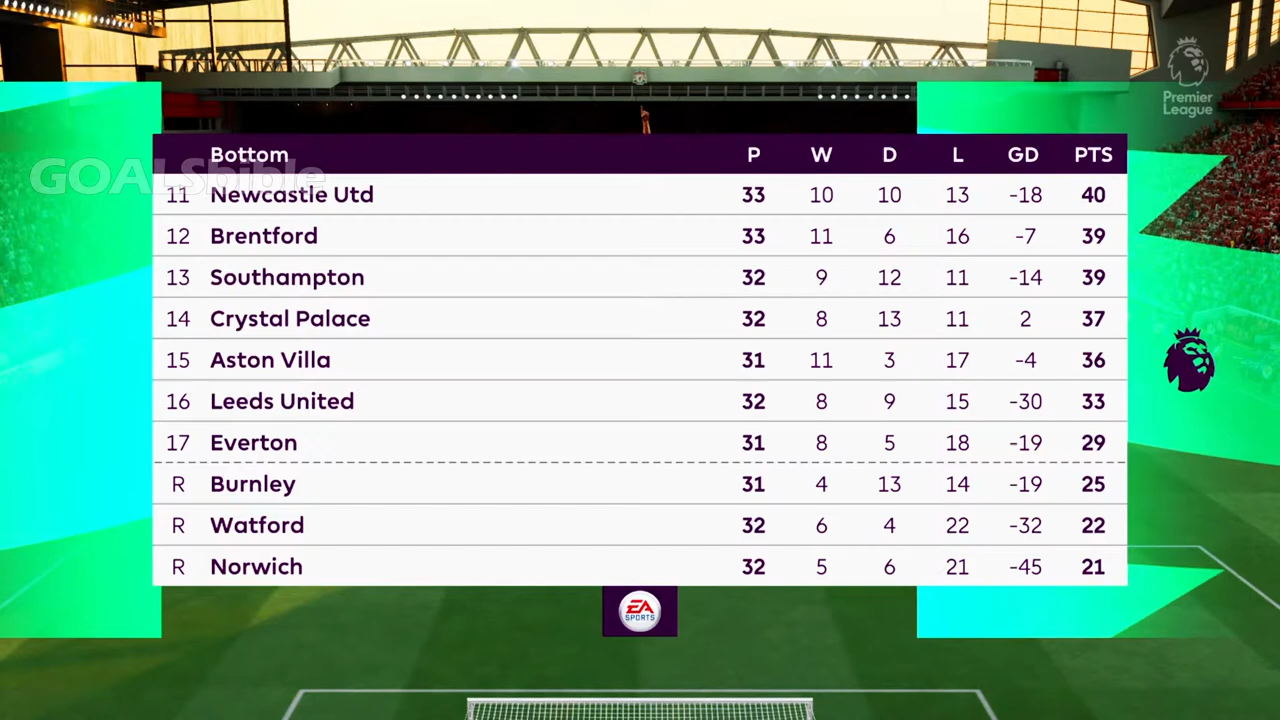 Premier
League
GOALSbible
Bottom P W D L GD PTS
11 Newcastle Utd 33 10 10 13 -18 40
12 Brentford 33 11 6 16 -7 39
13 Southampton 32 9 12 11 -14 39
14 Crystal Palace 32 8 13 11 2 37
15 Aston Villa 31 11 3 17 -4 36
16 Leeds United 32 8 9 15 -30 33
17 Everton 31 8 5 18 -19 29
R Burnley 31 4 13 14 -19 25
R Watford 32 6 4 22 -32 22
R Norwich 32 5 6 21 -45 21
EA
SPORTS